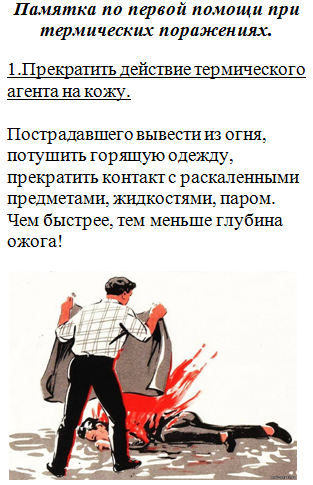 Памятка по первой помощи при
термических поражениях.
1.Прекратить действие термического
агента на кожу.
Пострадавшего вывести из огня,
потушить горящую одежду,
прекратить контакт с раскаленными
предметами, жидкостями, паром.
Чем быстрее, тем меньше глубина
ожога!